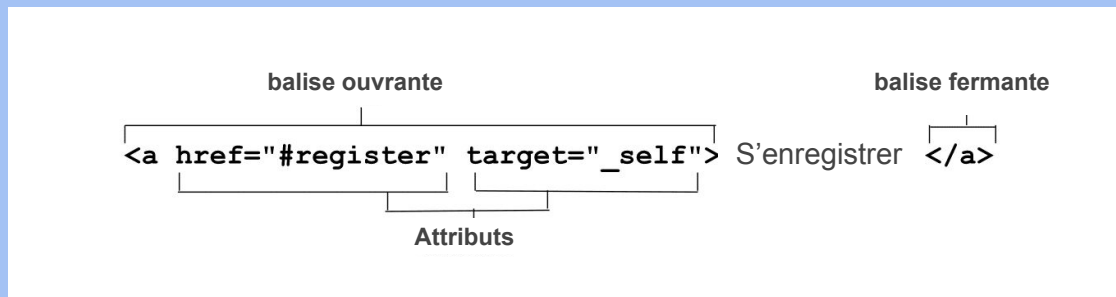 balise ouvrante balise fermante
<a href="#register" target="_self"> S’enregistrer </a>
Attributs